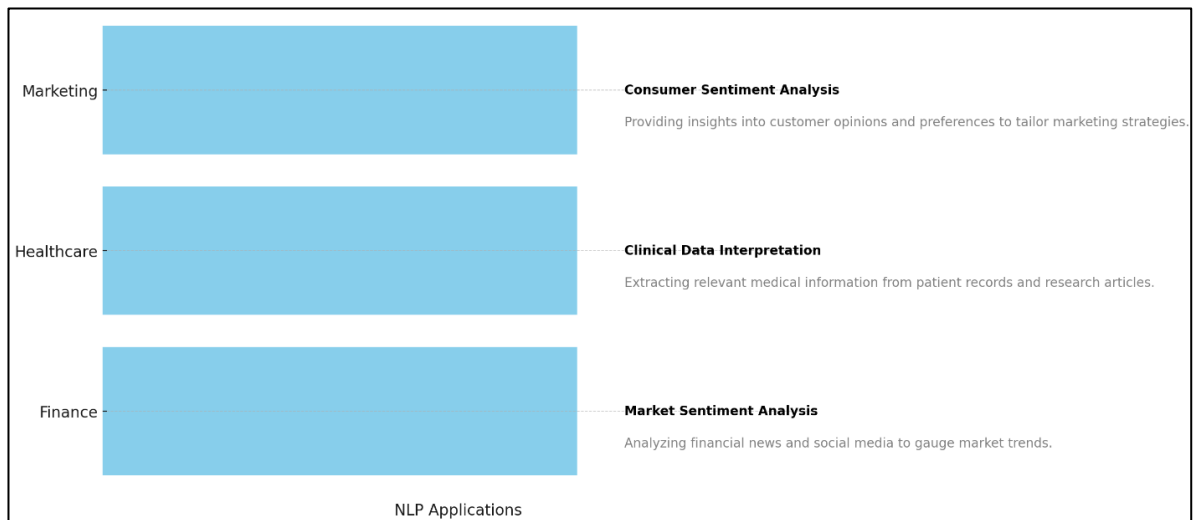 Marketing
Consumer Sentiment Analysis
Providing insights into customer opinions and preferences to tailor marketing strategies.
Healthcare
Clinical Data Interpretation
Extracting relevant medical information from patient records and research articles.
Finance
Market Sentiment Analysis
Analyzing financial news and social media to gauge market trends.
NLP Applications